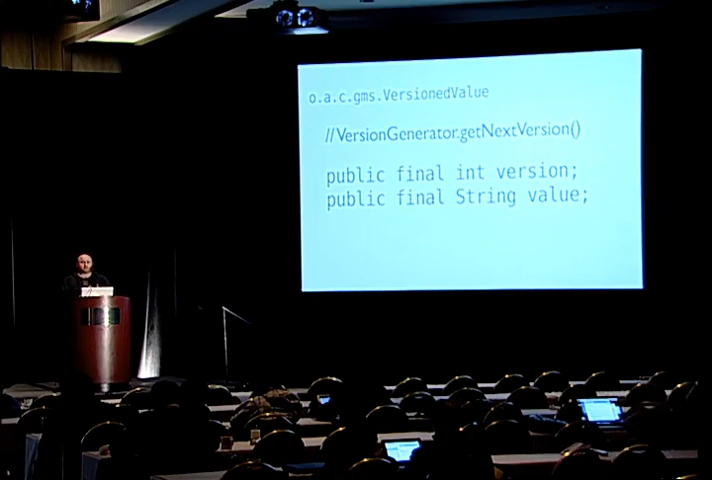 o.a.c.gms.VersionedValue
//VersionGenerator.getNextVersion()
public final int version;
public final String value;